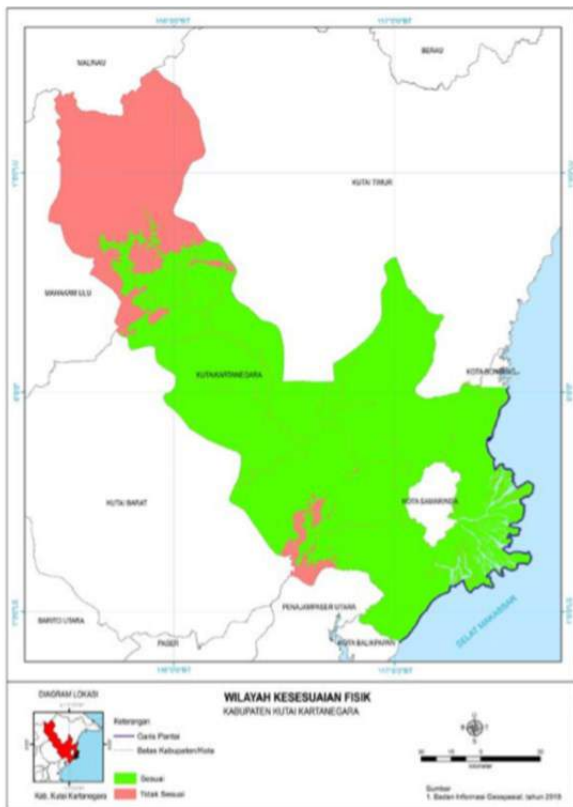 MALINAU
BERAU
KUTAI TIMUR
MAHAKAM ULU
KUTAI KARTANEGARA
KOTA BONTANG
KUTAI BARAT
KOTA SAMARINDA
PENAJAM PASER UTARA
BARITO UTARA
PASER
KOTA BALIKPAPAN
SELAT MAKASSAR
DIAGRAM LOKASI
Kab. Kutai Kartanegara
WILAYAH KESESUAIAN FISIK
KABUPATEN KUTAI KARTANEGARA
Keterangan
Garis Pantai
Batas Kabupaten/Kota
Sesuai
Tidak Sesuai
kilometer
Sumber
1. Badan Informasi Geospasial, tahun 2019